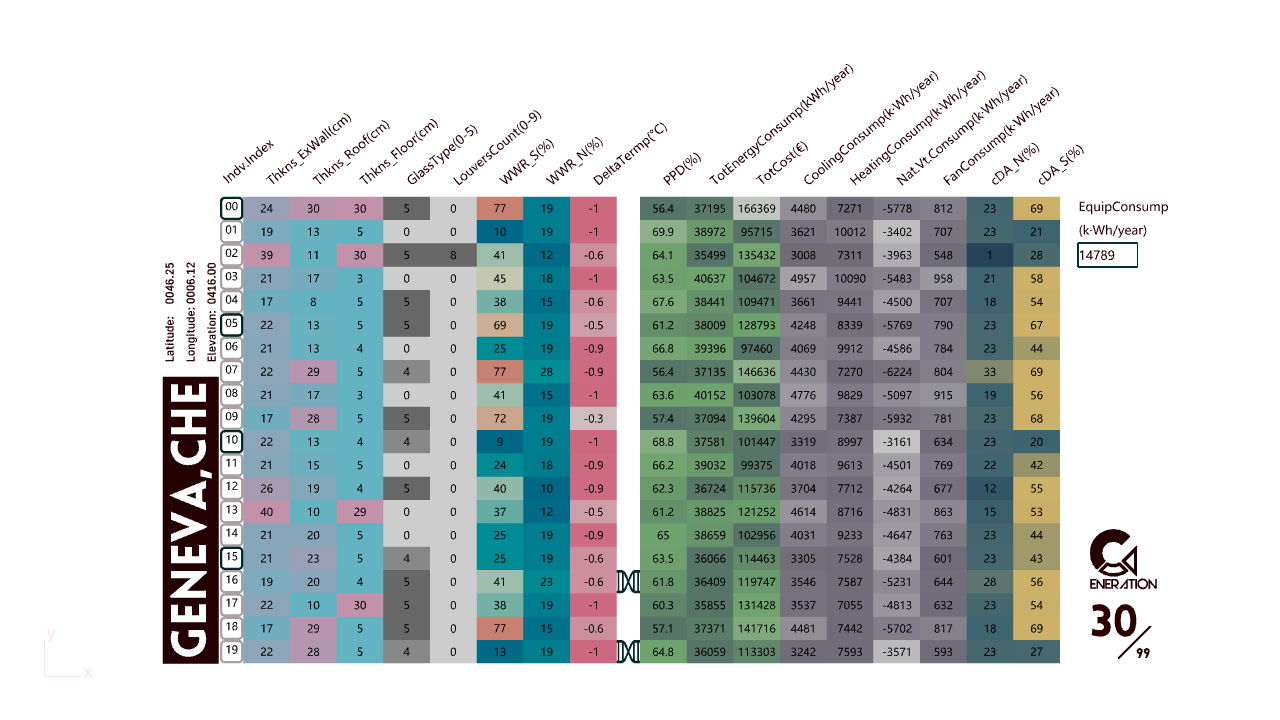 Indv.Index Thkns_ExWall(cm) Thkns_Roof(cm) Thkns_Floor(cm) GlassType(0-5) LouversCount(0-9) WWR_S(%) WWR_N(%) DeltaTermp(°C) PPD(%) TotEnergyConsump(kWh/year) TotCost(€) CoolingConsump(k·Wh/year) HeatingConsump(k·Wh/year) Nat.Vt.Consump(k·Wh/year) FanConsump(k·Wh/year) cDA_N(%) cDA_S(%)
00 24 30 30 5 0 77 19 -1 56.4 37195 166369 4480 7271 -5778 812 23 69
01 19 13 5 0 0 10 19 -1 69.9 38972 95715 3621 10012 -3402 707 23 21
02 39 11 30 5 8 41 12 -0.6 64.1 35499 135432 3008 7311 -3963 548 1 28
03 21 17 3 0 0 45 18 -1 63.5 40637 104672 4957 10090 -5483 958 21 58
04 17 8 5 5 0 38 15 -0.6 67.6 38441 109471 3661 9441 -4500 707 18 54
05 22 13 5 5 0 69 19 -0.5 61.2 38009 128793 4248 8339 -5769 790 23 67
06 21 13 4 0 0 25 19 -0.9 66.8 39396 97460 4069 9912 -4586 784 23 44
07 22 29 5 4 0 77 28 -0.9 56.4 37135 146636 4430 7270 -6224 804 33 69
08 21 17 3 0 0 41 15 -1 63.6 40152 103078 4776 9829 -5097 915 19 56
09 17 28 5 5 0 72 19 -0.3 57.4 37094 139604 4295 7387 -5932 781 23 68
10 22 13 4 4 0 9 19 -1 68.8 37581 101447 3319 8997 -3161 634 23 20
11 21 15 5 0 0 24 18 -0.9 66.2 39032 99375 4018 9613 -4501 769 22 42
12 26 19 4 5 0 40 10 -0.9 62.3 36724 115736 3704 7712 -4264 677 12 55
13 40 10 29 0 0 37 12 -0.5 61.2 38825 121252 4614 8716 -4831 863 15 53
14 21 20 5 0 0 25 19 -0.9 65 38659 102956 4031 9233 -4647 763 23 44
15 21 23 5 4 0 25 19 -0.6 63.5 36066 114463 3305 7528 -4384 601 23 43
16 19 20 4 5 0 41 23 -0.6 61.8 36409 119747 3546 7587 -5231 644 28 56
17 22 10 30 5 0 38 19 -1 60.3 35855 131428 3537 7055 -4813 632 23 54
18 17 29 5 5 0 77 15 -0.6 57.1 37371 141716 4481 7442 -5702 817 18 69
19 22 28 5 4 0 13 19 -1 64.8 36059 113303 3242 7593 -3571 593 23 27
EquipConsump
(k·Wh/year)
14789
Latitude: 0046.25
Longitude: 0006.12
Elevation: 0416.00
GENEVA,CHE
ENERATION
30/99
y
x